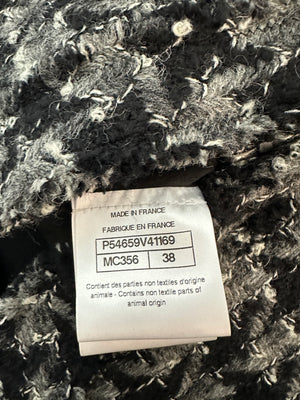 MADE IN FRANCE
FABRIQUE EN FRANCE
P54659V41169
MC356 38
Contient des parties non textiles d'origine
animale - Contains non textile parts of
animal origin